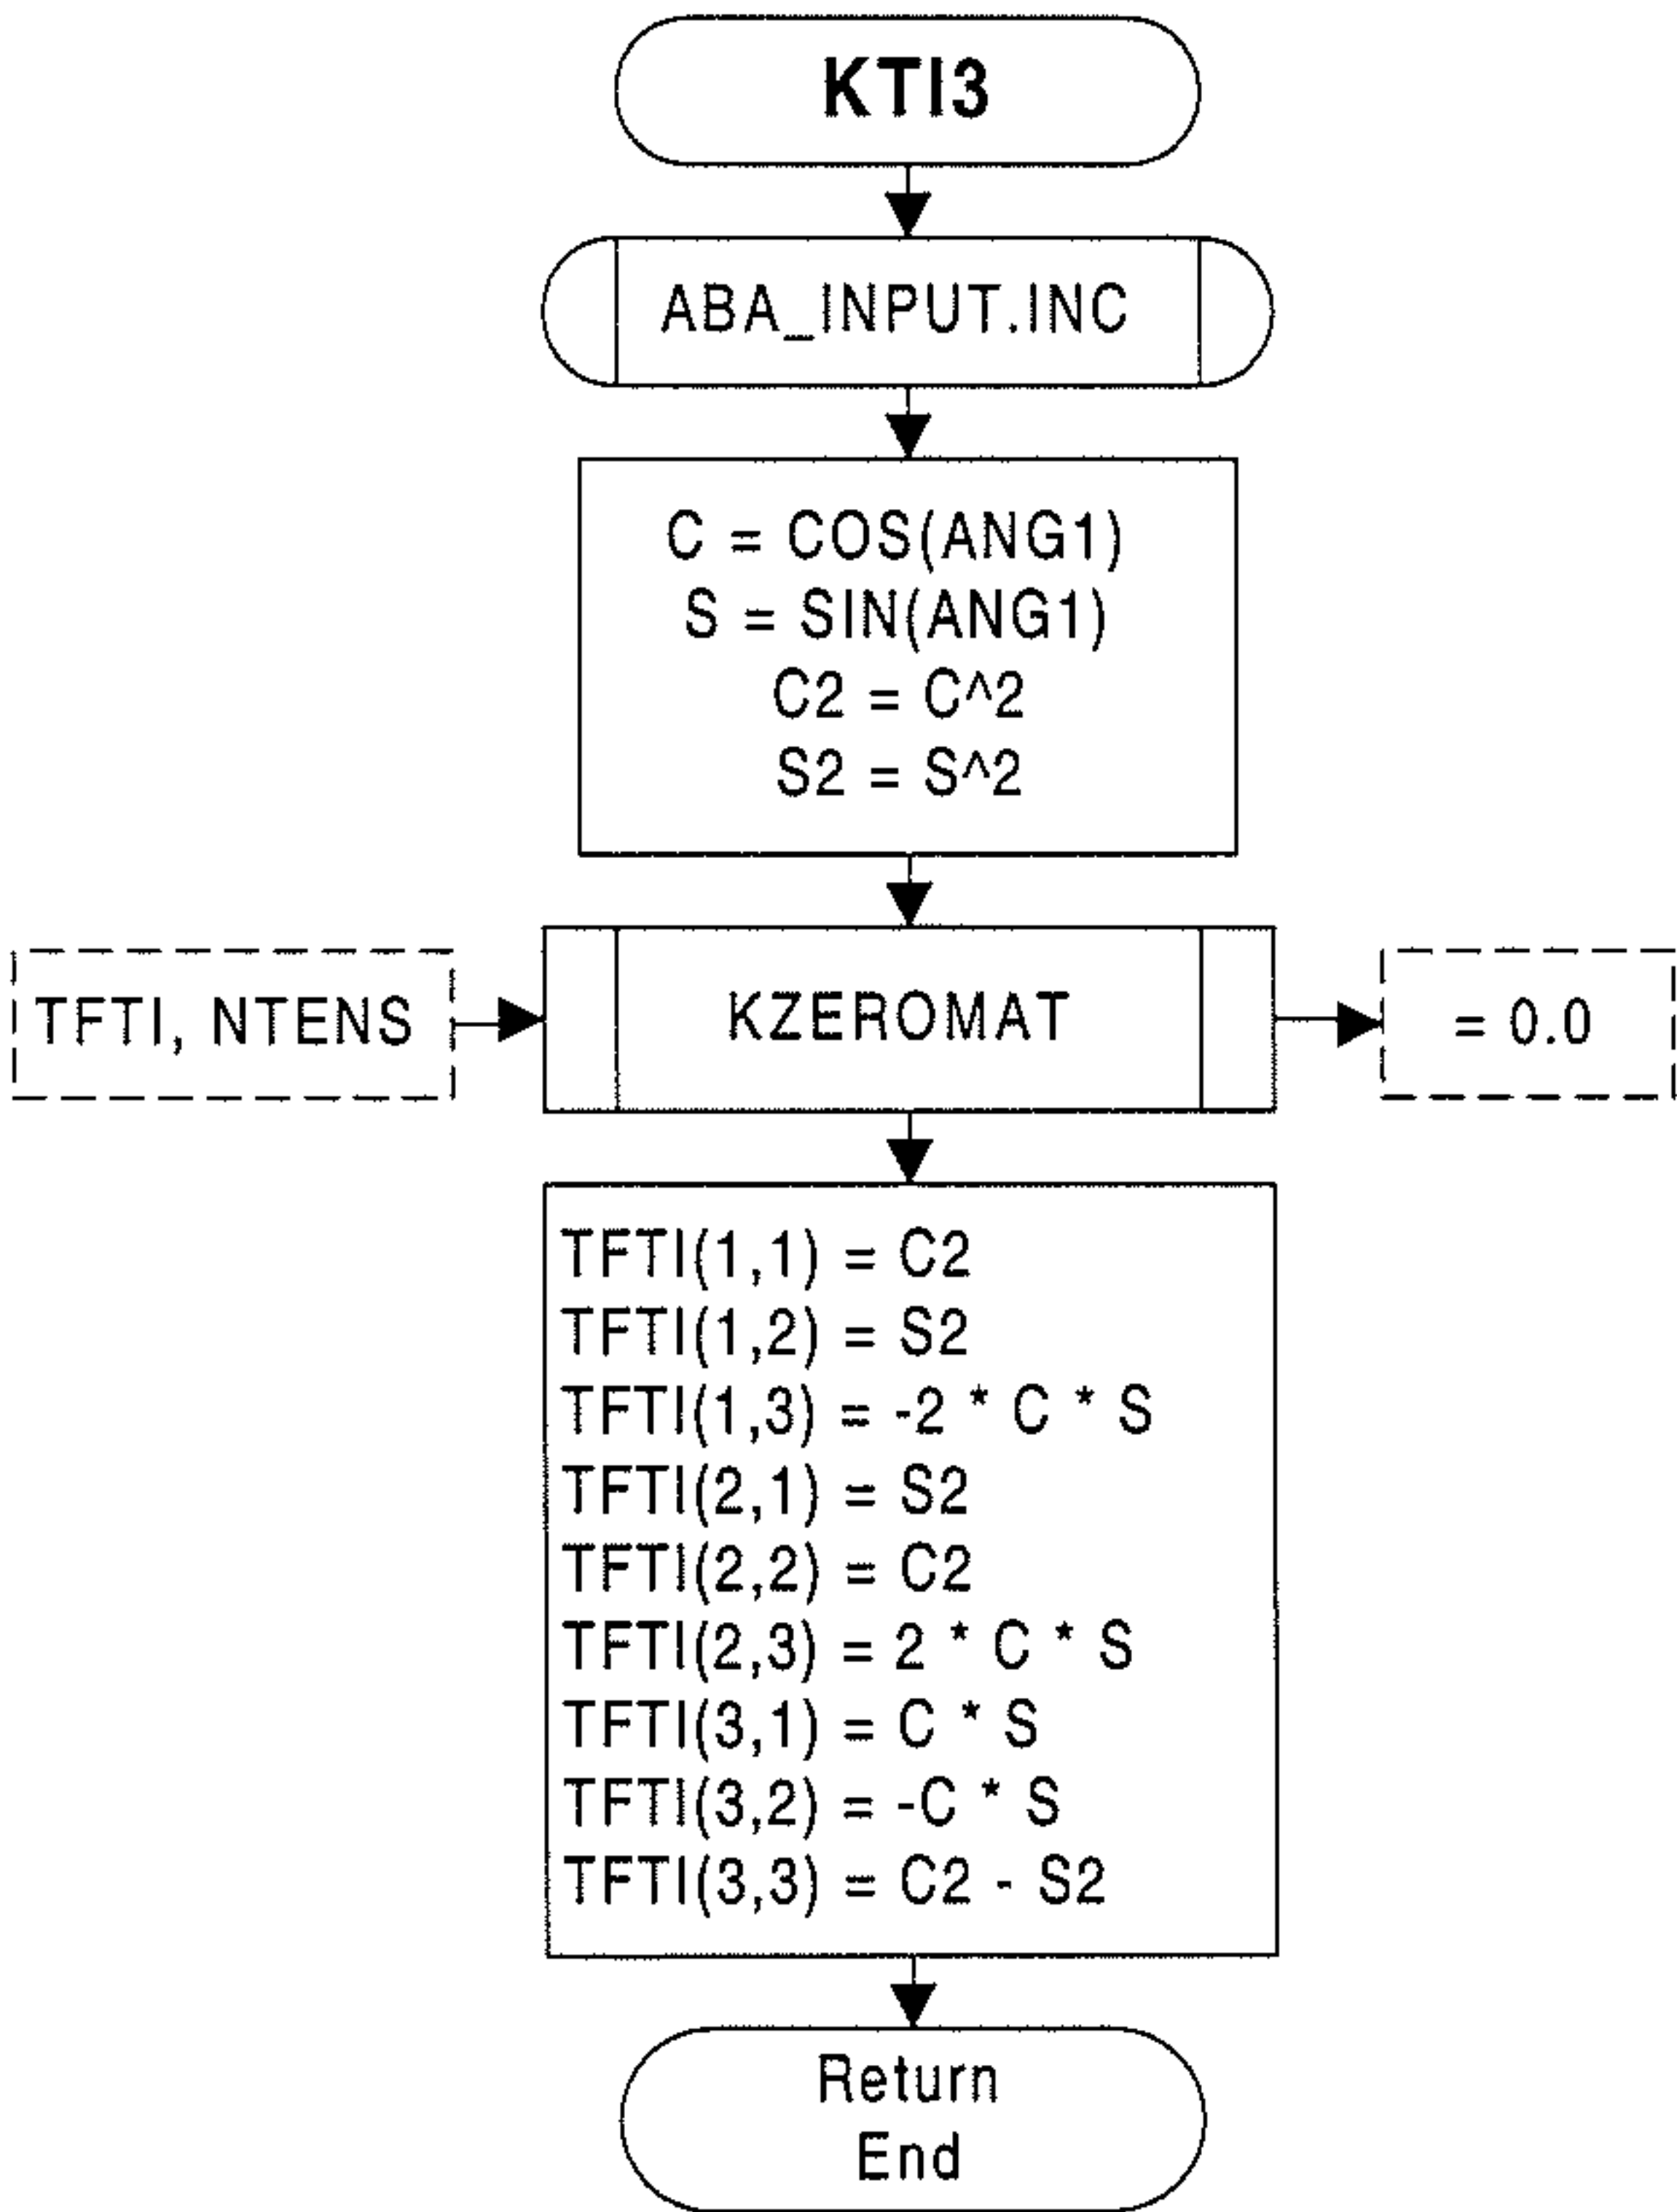 KTI3
ABA_INPUT.INC
C = COS(ANG1)
S = SIN(ANG1)
C2 = C^2
S2 = S^2
TFTI, NTENS
KZEROMAT
= 0.0
TFTI(1,1) = C2
TFTI(1,2) = S2
TFTI(1,3) = -2 * C * S
TFTI(2,1) = S2
TFTI(2,2) = C2
TFTI(2,3) = 2 * C * S
TFTI(3,1) = C * S
TFTI(3,2) = -C * S
TFTI(3,3) = C2 - S2
Return
End